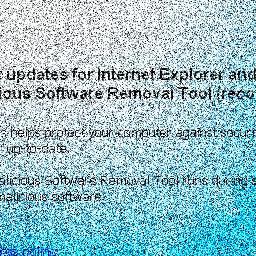 updates for Internet Explorer and
ious Software Removal Tool (reco
helps protect your computer against secur
up-to-date.
alicious Software Removal Tool runs during s
malicious software.